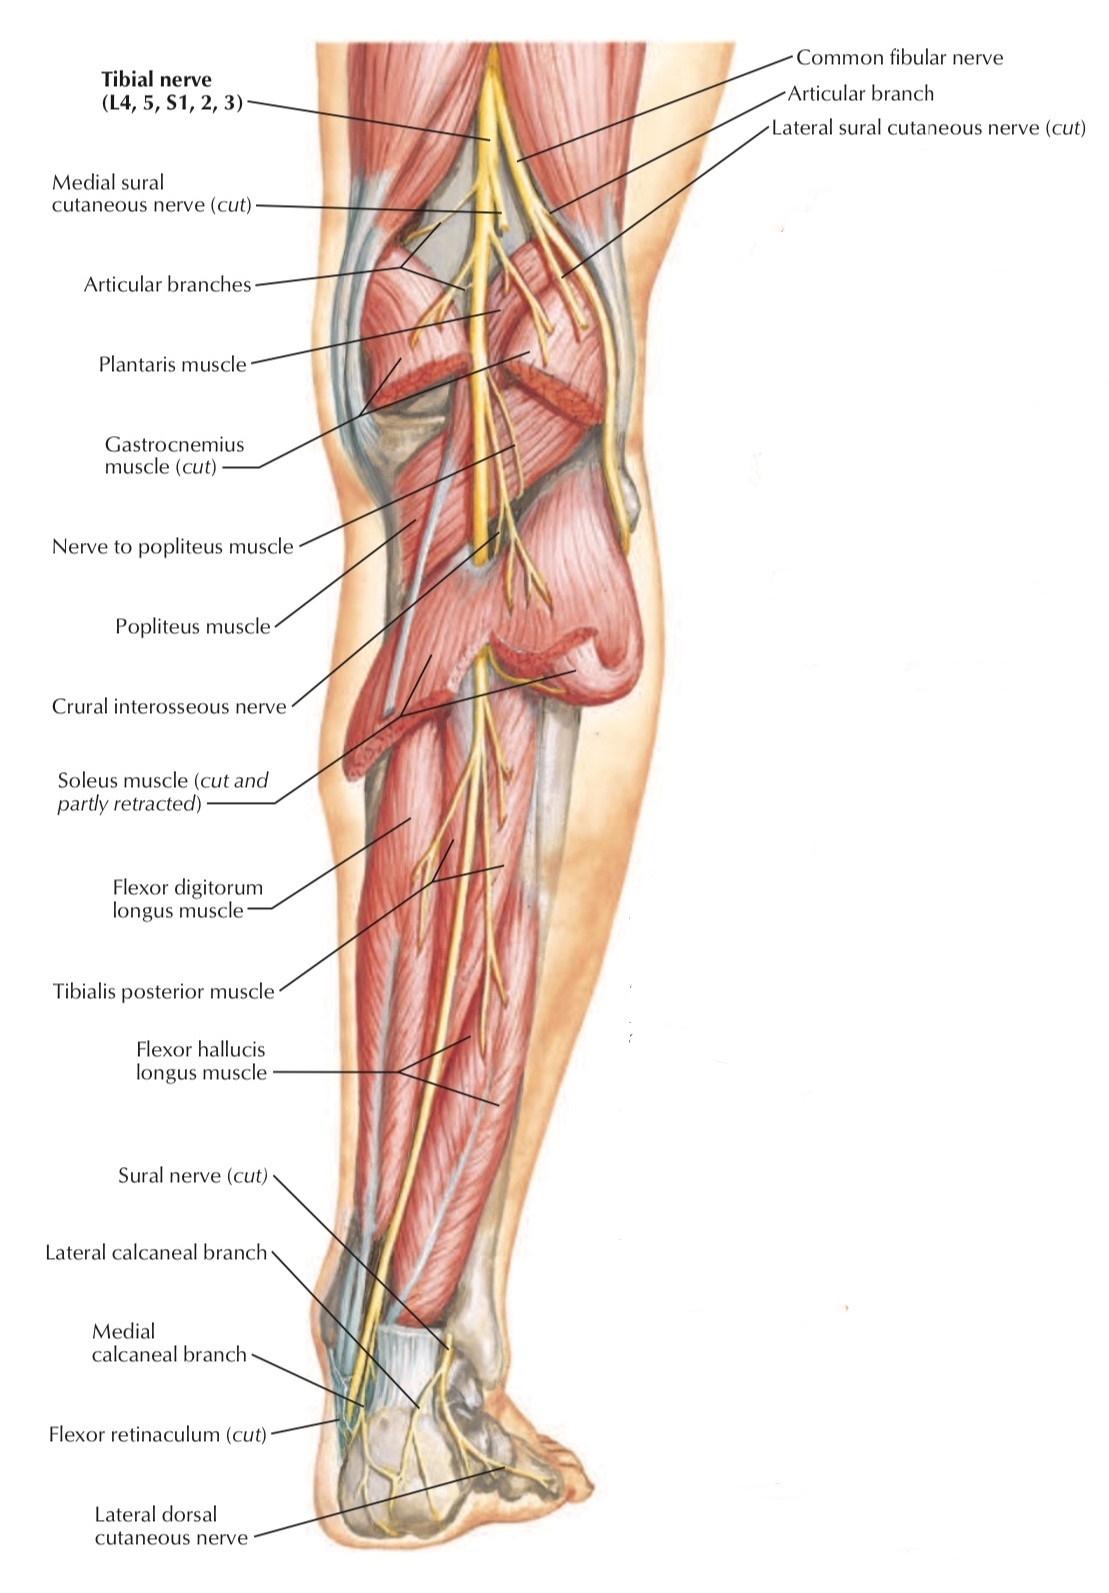 Tibial nerve
(L4, 5, S1, 2, 3)
Medial sural
cutaneous nerve (cut)
Articular branches
Plantaris muscle
Gastrocnemius
muscle (cut)
Nerve to popliteus muscle
Popliteus muscle
Crural interosseous nerve
Soleus muscle (cut and
partly retracted)
Flexor digitorum
longus muscle
Tibialis posterior muscle
Flexor hallucis
longus muscle
Sural nerve (cut)
Lateral calcaneal branch
Medial
calcaneal branch
Flexor retinaculum (cut)
Lateral dorsal
cutaneous nerve
Common fibular nerve
Articular branch
Lateral sural cutaneous nerve (cut)